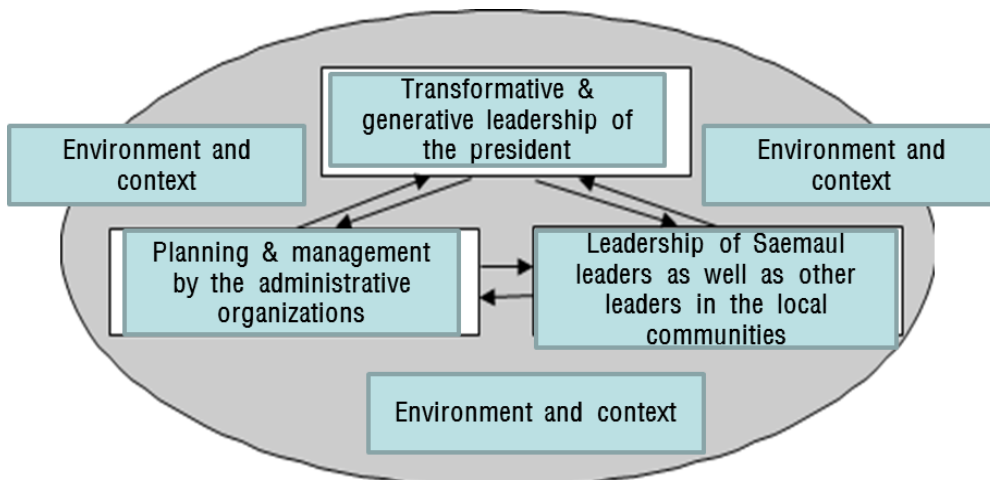 Transformative &
generative leadership of
the president
Environment and
context
Environment and
context
Planning & management
by the administrative
organizations
Leadership of Saemaul
leaders as well as other
leaders in the local
communities
Environment and context